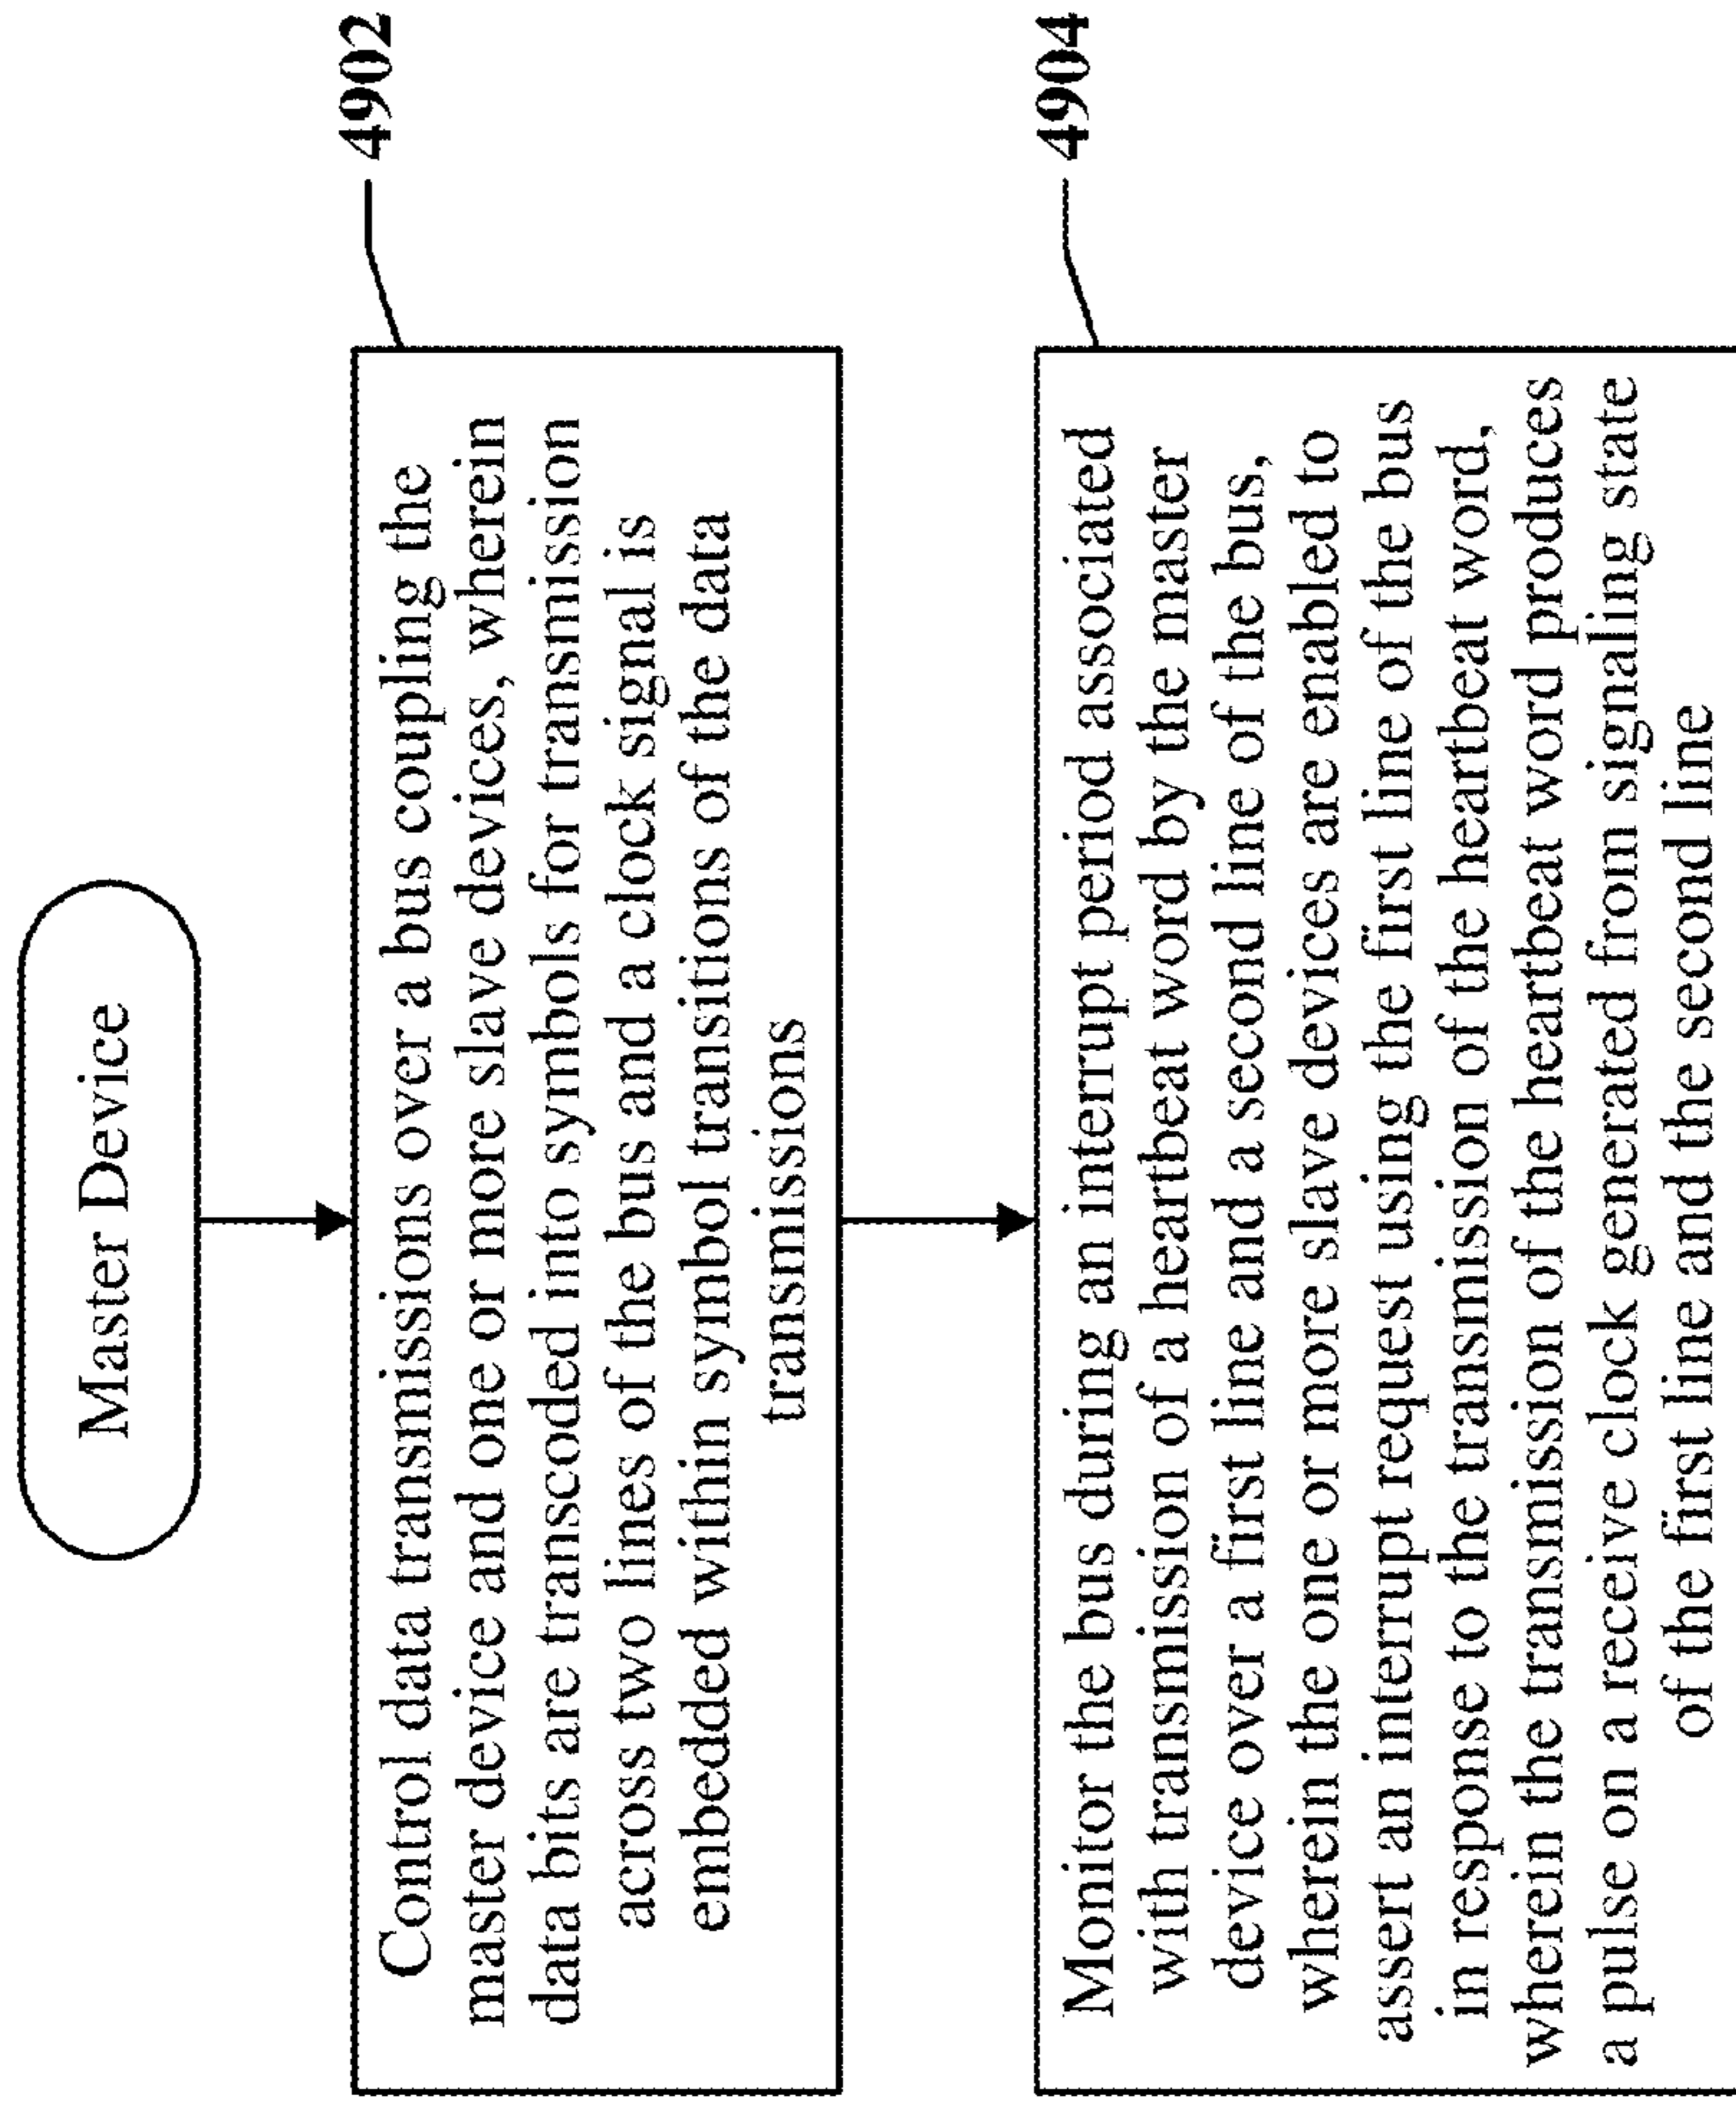 Master Device
4902
Control data transmissions over a bus coupling the
master device and one or more slave devices, wherein
data bits are transcoded into symbols for transmission
across two lines of the bus and a clock signal is
embedded within symbol transitions of the data
transmissions
4904
Monitor the bus during an interrupt period associated
with transmission of a heartbeat word by the master
device over a first line and a second line of the bus,
wherein the one or more slave devices are enabled to
assert an interrupt request using the first line of the bus
in response to the transmission of the heartbeat word,
wherein the transmission of the heartbeat word produces
a pulse on a receive clock generated from signaling state
of the first line and the second line